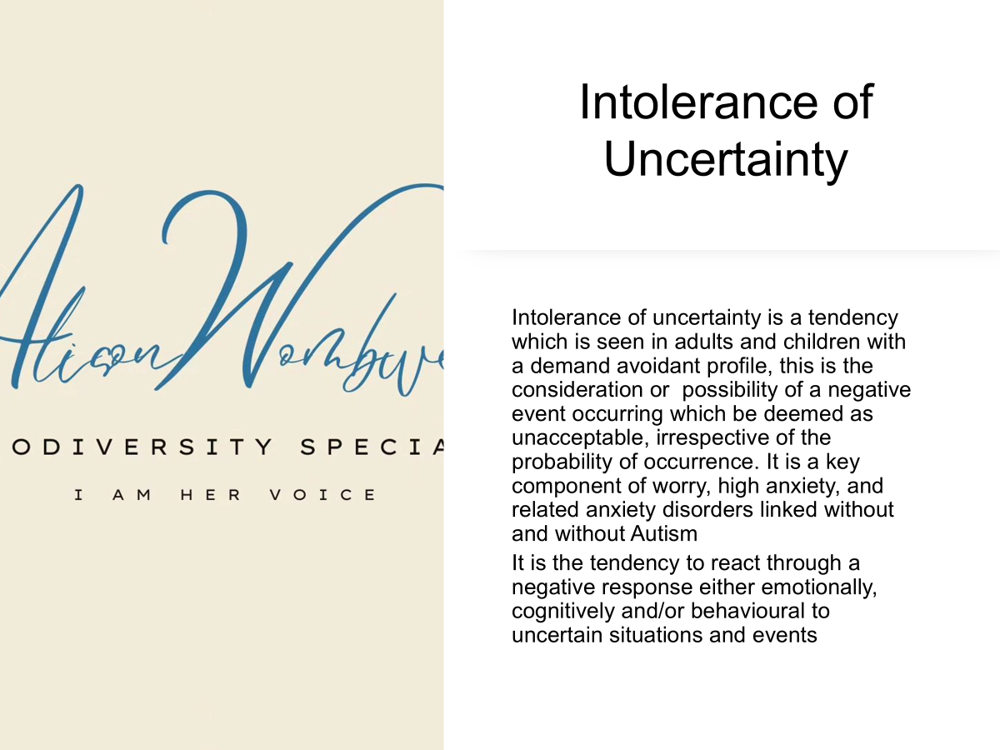 Alison Wombwe
ODIVERSITY SPECIA
I AM HER VOICE
Intolerance of
Uncertainty
Intolerance of uncertainty is a tendency
which is seen in adults and children with
a demand avoidant profile, this is the
consideration or  possibility of a negative
event occurring which be deemed as
unacceptable, irrespective of the
probability of occurrence. It is a key
component of worry, high anxiety, and
related anxiety disorders linked without
and without Autism
It is the tendency to react through a
negative response either emotionally,
cognitively and/or behavioural to
uncertain situations and events